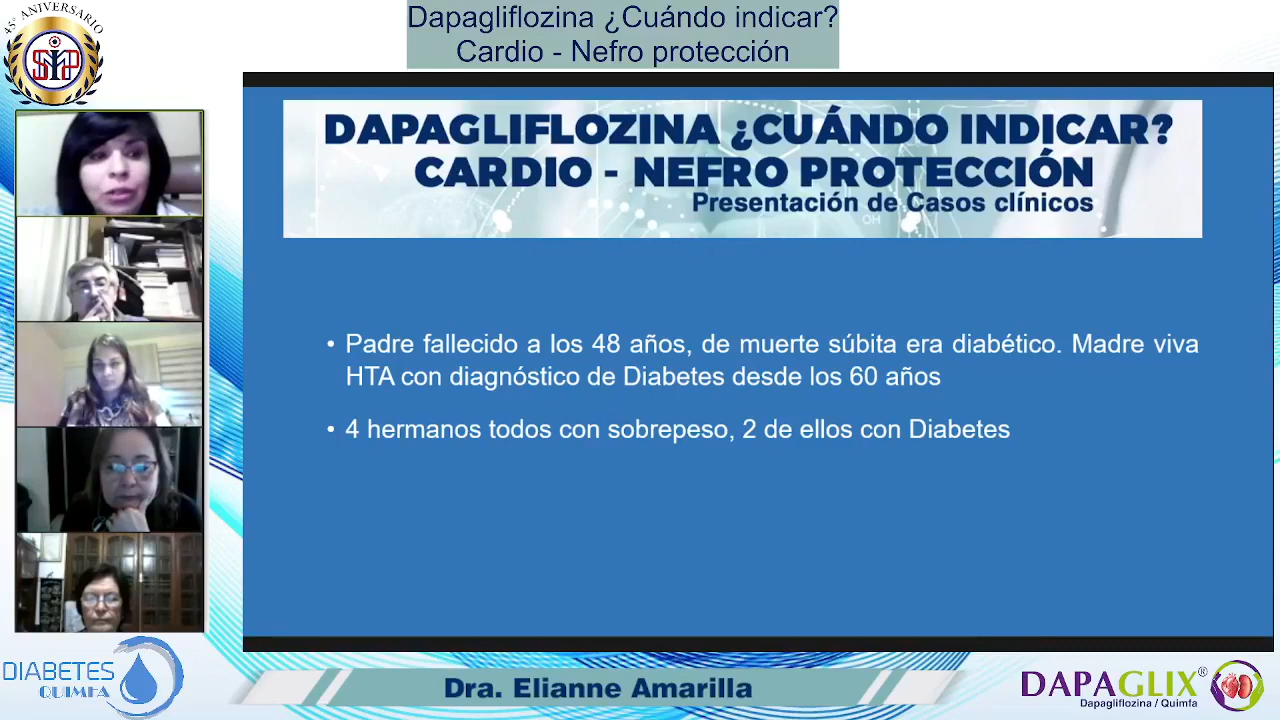 45° ANIVERSARIO
Dapagliflozina ¿Cuándo indicar?
Cardio - Nefro protección
DAPAGLIFLOZINA ¿CUÁNDO INDICAR?
CARDIO - NEFRO PROTECCIÓN
Presentación de Casos clínicos
OH
• Padre fallecido a los 48 años, de muerte súbita era diabético. Madre viva
HTA con diagnóstico de Diabetes desde los 60 años
• 4 hermanos todos con sobrepeso, 2 de ellos con Diabetes
DIABETES
QUIMFA
Dra. Elianne Amarilla
DAPAGLIX®
Dapagliflozina / Quimfa